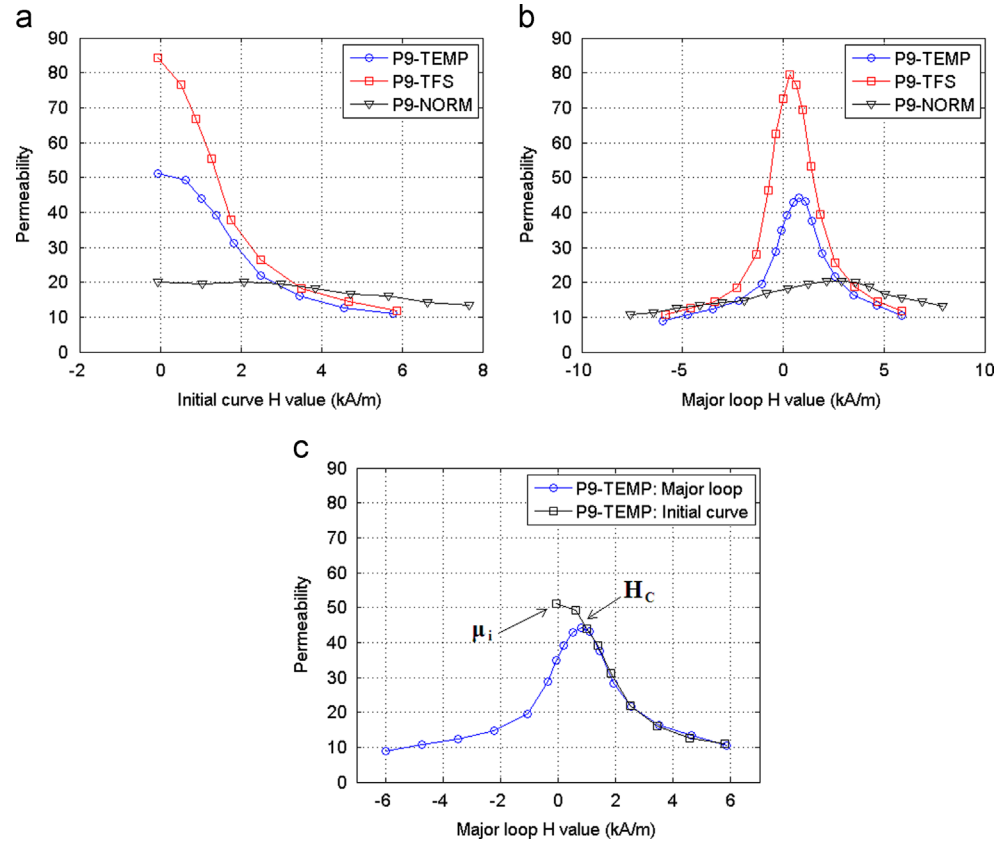 a
90
80
70
60
50
40
30
20
10
0
-2
0
2
4
6
8
Permeability
Initial curve H value (kA/m)
P9-TEMP
P9-TFS
P9-NORM
b
90
80
70
60
50
40
30
20
10
0
-10
-5
0
5
10
Permeability
Major loop H value (kA/m)
P9-TEMP
P9-TFS
P9-NORM
c
90
80
70
60
50
40
30
20
10
0
-6
-4
-2
0
2
4
6
Permeability
Major loop H value (kA/m)
P9-TEMP: Major loop
P9-TEMP: Initial curve
μi
HC